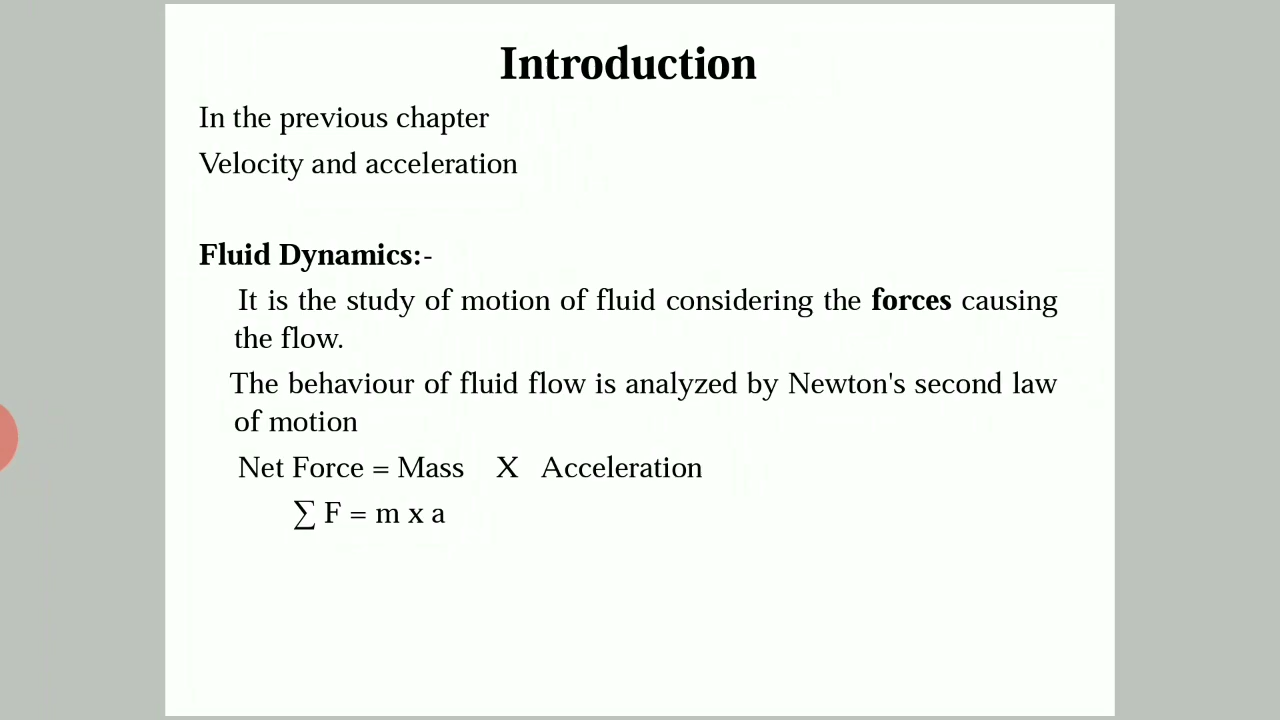 Introduction
In the previous chapter
Velocity and acceleration
Fluid Dynamics:-
It is the study of motion of fluid considering the forces causing
the flow.
The behaviour of fluid flow is analyzed by Newton's second law
of motion
Net Force = Mass X Acceleration
∑ F = m x a